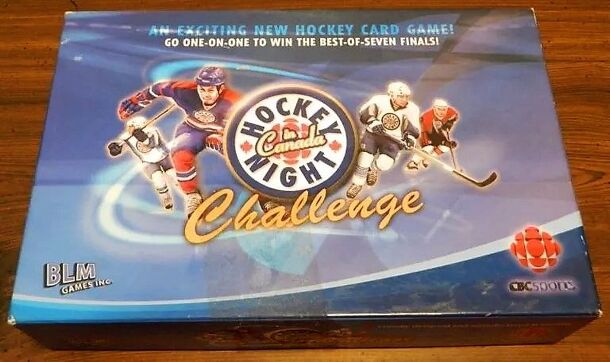 AN EXCITING NEW HOCKEY CARD GAME!
GO ONE-ON-ONE TO WIN THE BEST-OF-SEVEN FINALS!
HOCKEY
in
Canada
NIGHT
Challenge
BLM
GAMES INC.
CBC Sports